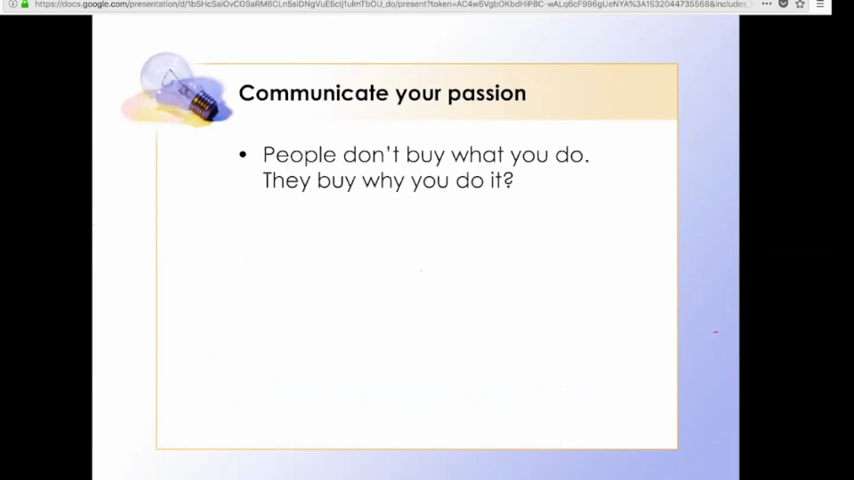 Communicate your passion
• People don't buy what you do.
They buy why you do it?